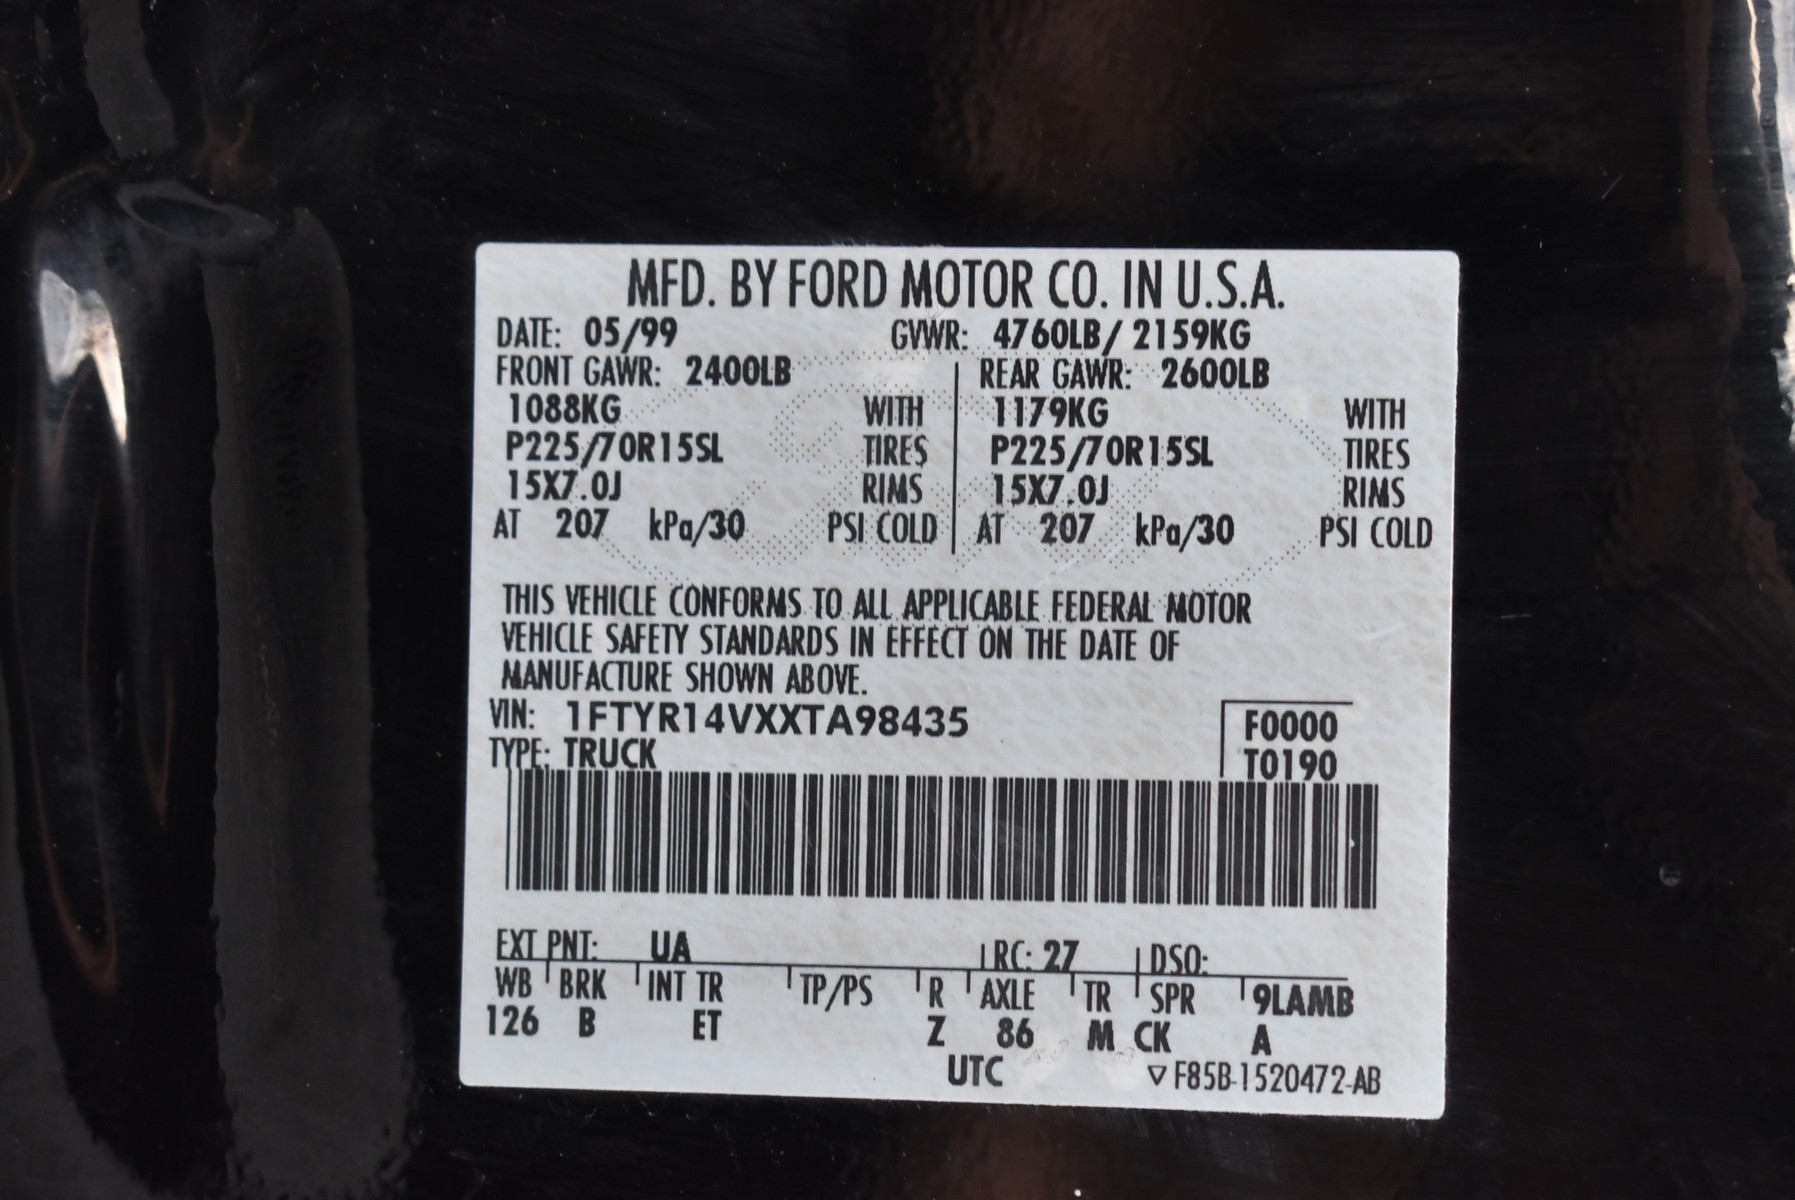 MFD. BY FORD MOTOR CO. IN U.S.A.
DATE: 05/99 GVWR: 4760LB/ 2159KG
FRONT GAWR: 2400LB REAR GAWR: 2600LB
1088KG WITH 1179KG WITH
P225/70R15SL TIRES P225/70R15SL TIRES
15X7.0J RIMS 15X7.0J RIMS
AT 207 kPa/30 PSI COLD AT 207 kPa/30 PSI COLD
THIS VEHICLE CONFORMS TO ALL APPLICABLE FEDERAL MOTOR
VEHICLE SAFETY STANDARDS IN EFFECT ON THE DATE OF
MANUFACTURE SHOWN ABOVE.
VIN: 1FTYR14VXXTA98435 F0000
TYPE: TRUCK T0190
EXT PNT: UA RC: 27 DSO:
WB BRK INT TR TP/PS R AXLE TR SPR 9LAMB
126 B ET Z 86 M CK A
UTC ▽ F85B-1520472-AB